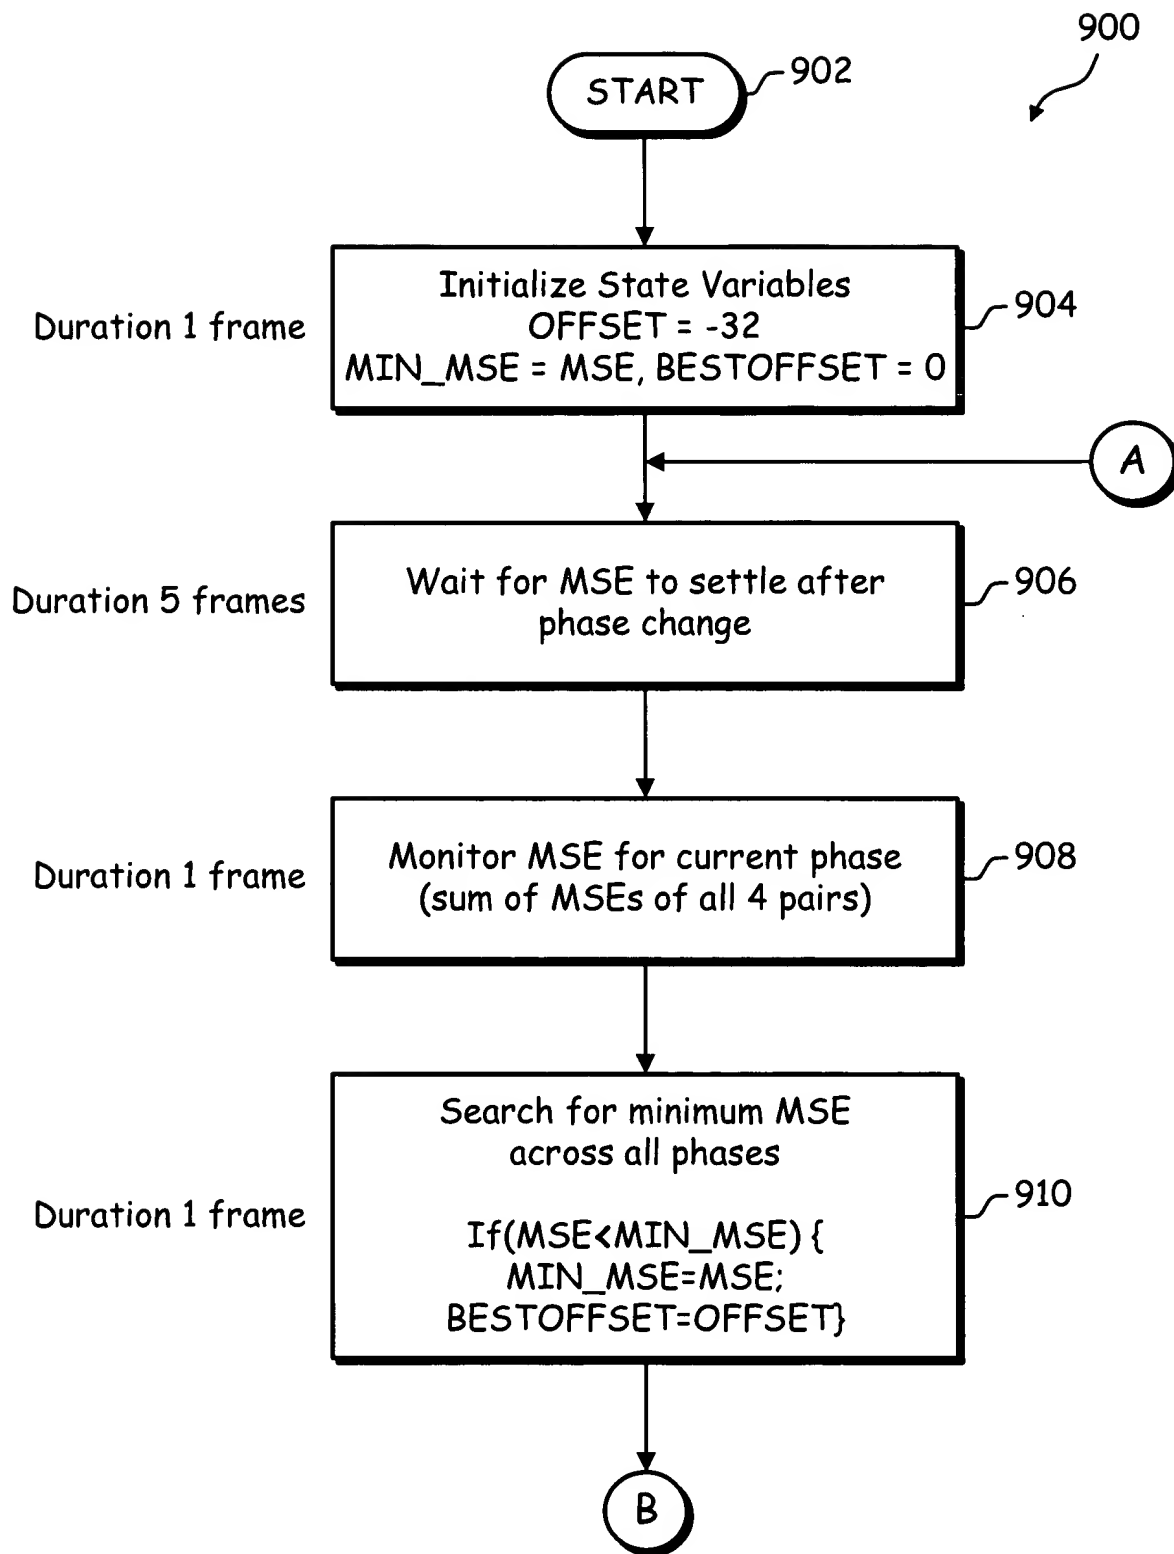 900
START
902
Duration 1 frame
Initialize State Variables
OFFSET = -32
MIN_MSE = MSE, BESTOFFSET = 0
904
A
Duration 5 frames
Wait for MSE to settle after
phase change
906
Duration 1 frame
Monitor MSE for current phase
(sum of MSEs of all 4 pairs)
908
Duration 1 frame
Search for minimum MSE
across all phases
If(MSE<MIN_MSE) {
MIN_MSE=MSE;
BESTOFFSET=OFFSET}
910
B